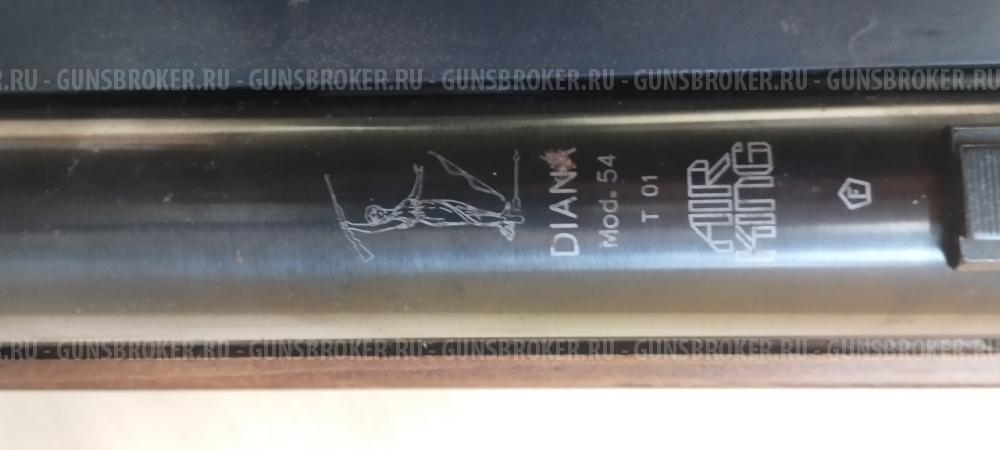 .RU - GUNSBROKER.RU - GUNSBROKER.RU - GUNSBROKER.RU - GUNSBROKER.RU - GUNSBROKER.RU -
DIANA
Mod. 54
T 01
AIR
KING
F
.RU - GUNSBROKER.RU - GUNSBROKER.RU - GUNSBROKER.RU - GUNSBROKER.RU - GUNSBROKER.RU -